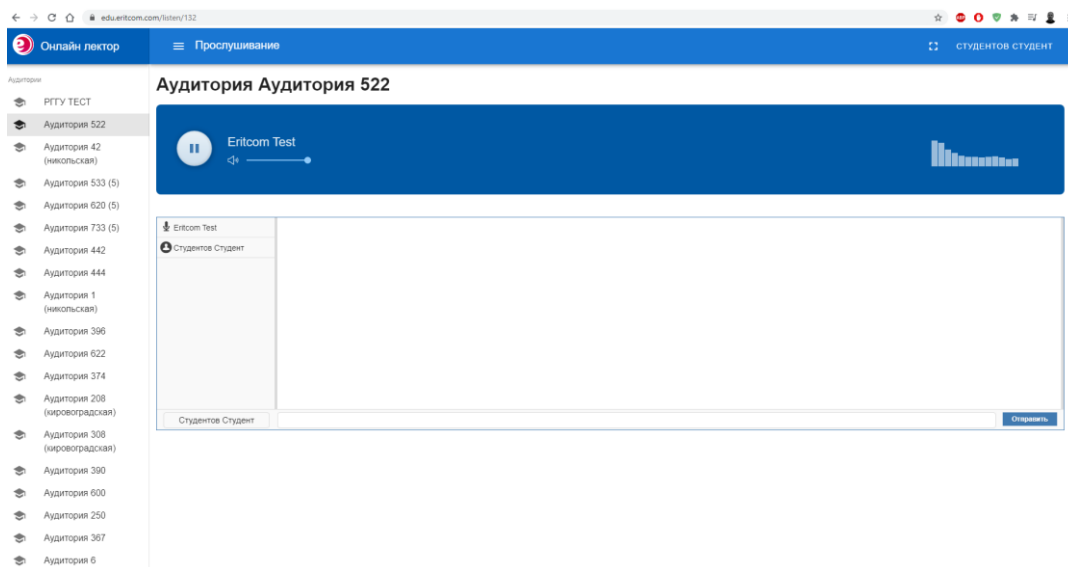 edu.eritcom.com/listen/132
Онлайн лектор
Прослушивание
СТУДЕНТОВ СТУДЕНТ
Аудитории
РГГУ ТЕСТ
Аудитория 522
Аудитория 42
(никольская)
Аудитория 533 (5)
Аудитория 620 (5)
Аудитория 733 (5)
Аудитория 442
Аудитория 444
Аудитория 1
(никольская)
Аудитория 396
Аудитория 622
Аудитория 374
Аудитория 208
(кировоградская)
Аудитория 308
(кировоградская)
Аудитория 390
Аудитория 600
Аудитория 250
Аудитория 367
Аудитория 6
Аудитория Аудитория 522
Eritcom Test
Eritcom Test
Студентов Студент
Студентов Студент
Отправить